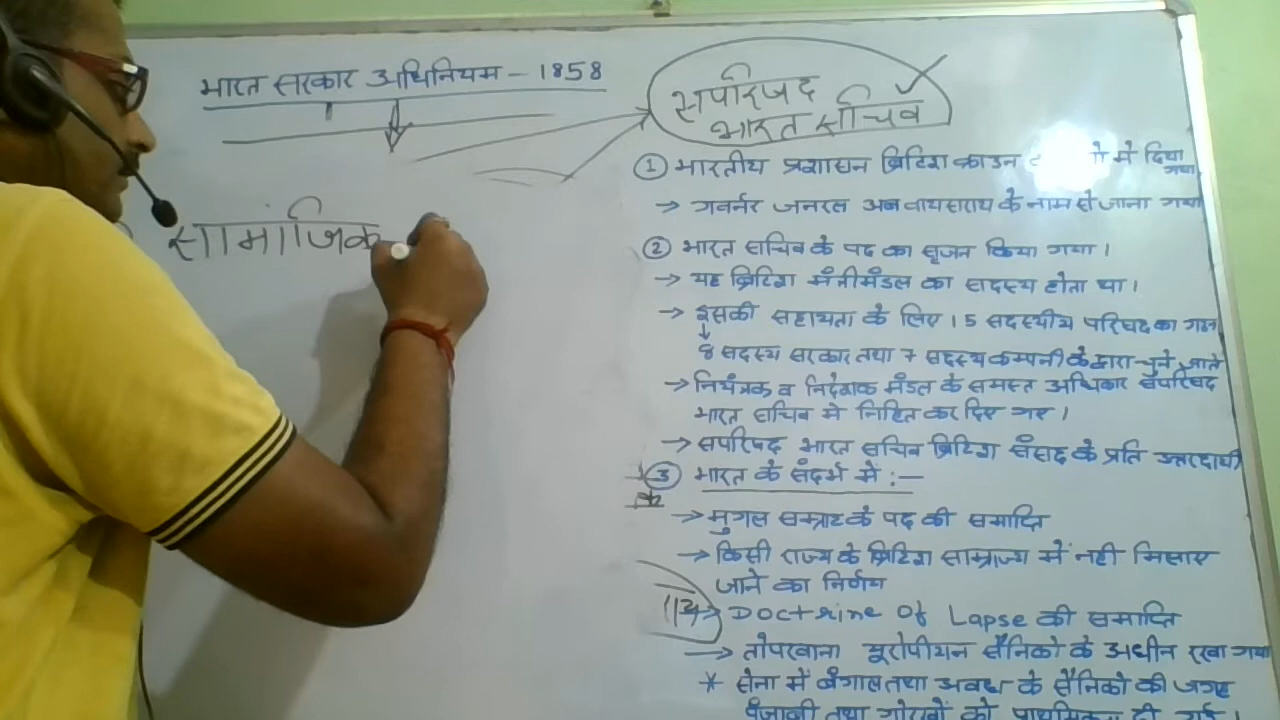 भारत सरकार अधिनियम - 1858
सपरिषद
भारत सचिव
सामाजिक
① भारतीय प्रशासन ब्रिटिश क्राउन में दिया गया
→ गवर्नर जनरल अब वायसराय के नाम से जाना गया
② भारत सचिव के पद का सृजन किया गया।
→ यह ब्रिटिश मंत्रीमंडल का सदस्य होता था।
→ इसकी सहायता के लिए 15 सदस्यीय परिषद का गठन
8 सदस्य सरकार तथा 7 सदस्य कम्पनी के द्वारा चुने जाते
→ नियंत्रक व निदेशक मंडल के समस्त अधिकार सपरिषद
भारत सचिव में निहित कर दिए गए।
→ सपरिषद भारत सचिव ब्रिटिश संसद के प्रति उत्तरदायी
③ भारत के संदर्भ में :-
→ मुगल सम्राट के पद की समाप्ति
→ किसी राज्य के ब्रिटिश साम्राज्य में नही मिलाए
जाने का निर्णय
→ Doctrine of Lapse की समाप्ति
→ तोपखाना यूरोपीयन सैनिको के अधीन रखा गया
* सेना में बंगाल तथा अवध के सैनिको की जगह
पंजाबी तथा गोरखों को प्राथमिकता दी गई।